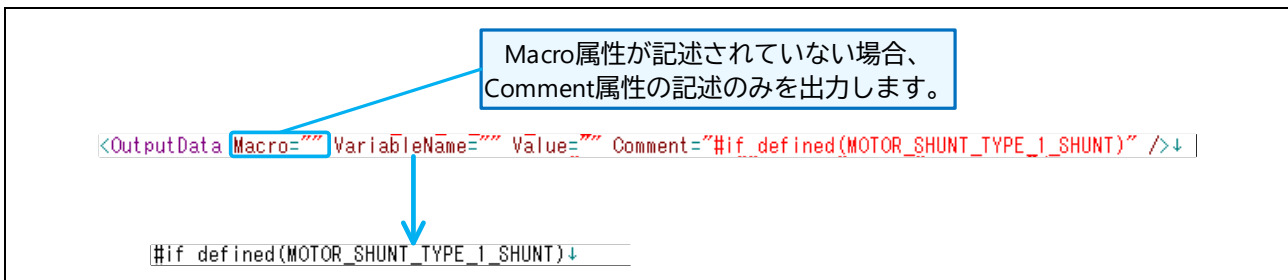 Macro属性が記述されていない場合、
Comment属性の記述のみを出力します。
<OutputData Macro="" VariableName="" Value="" Comment="#if defined(MOTOR_SHUNT_TYPE_1_SHUNT)" />↓
#if defined(MOTOR_SHUNT_TYPE_1_SHUNT)↓